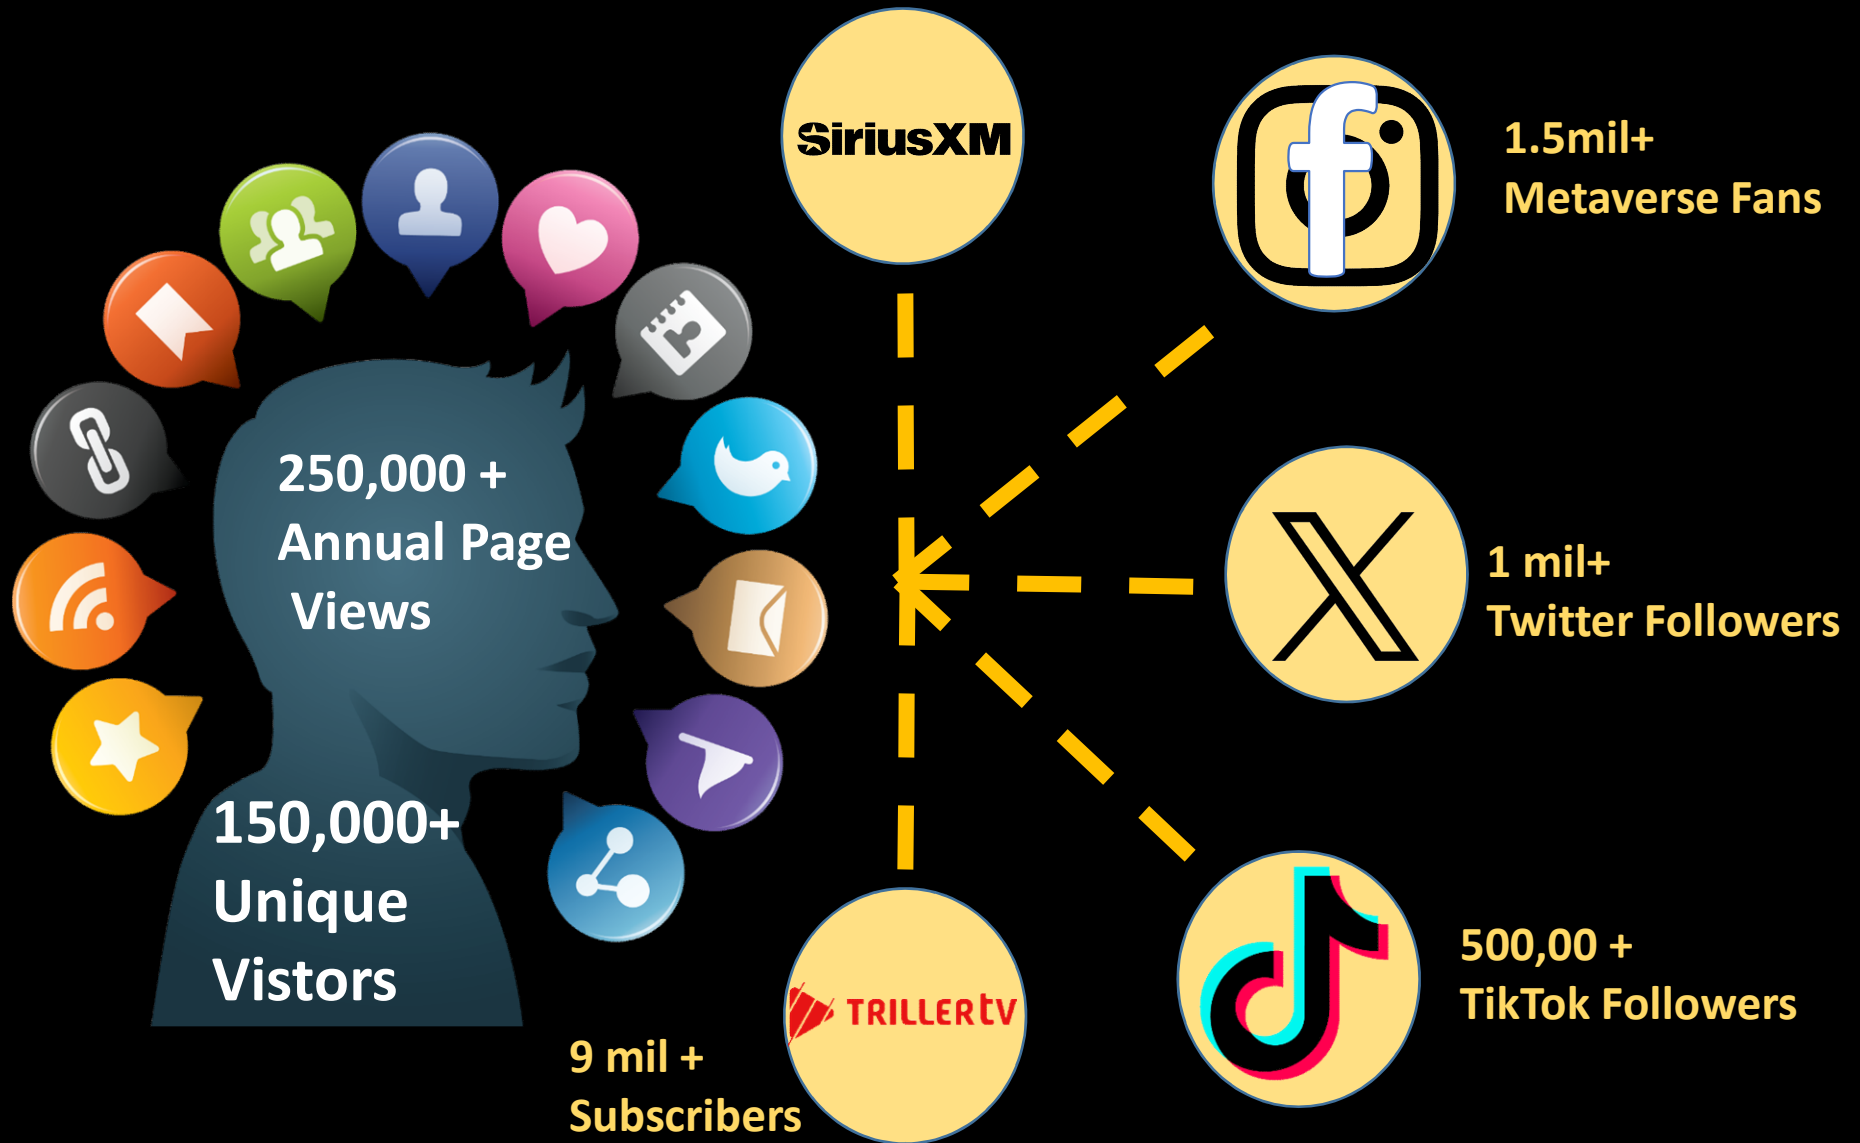 SiriusXM
1.5mil+
Metaverse Fans
250,000 +
Annual Page
Views
1 mil+
Twitter Followers
150,000+
Unique
Vistors
500,00 +
TikTok Followers
TRILLERtV
9 mil +
Subscribers